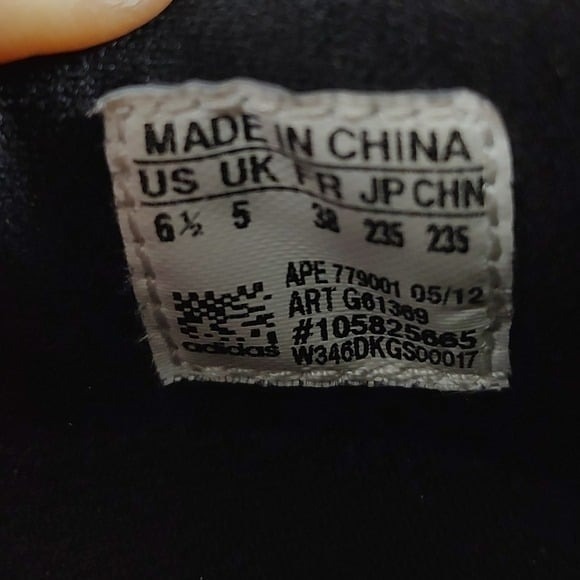 MADE IN CHINA
US UK FR JP CHN
6½ 5 38 235 235
APE 779001 05/12
ART G61369
#105825665
adidas W346DKGS00017